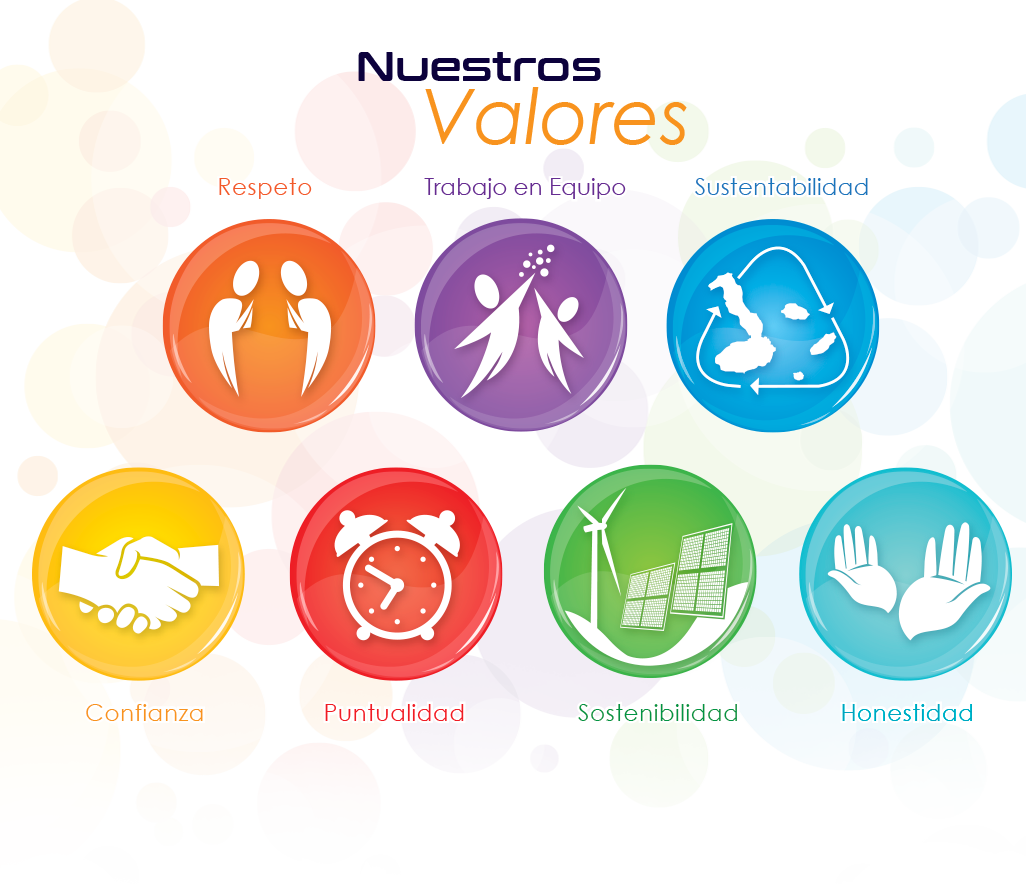 Nuestros
Valores
Respeto
Trabajo en Equipo
Sustentabilidad
Confianza
Puntualidad
Sostenibilidad
Honestidad